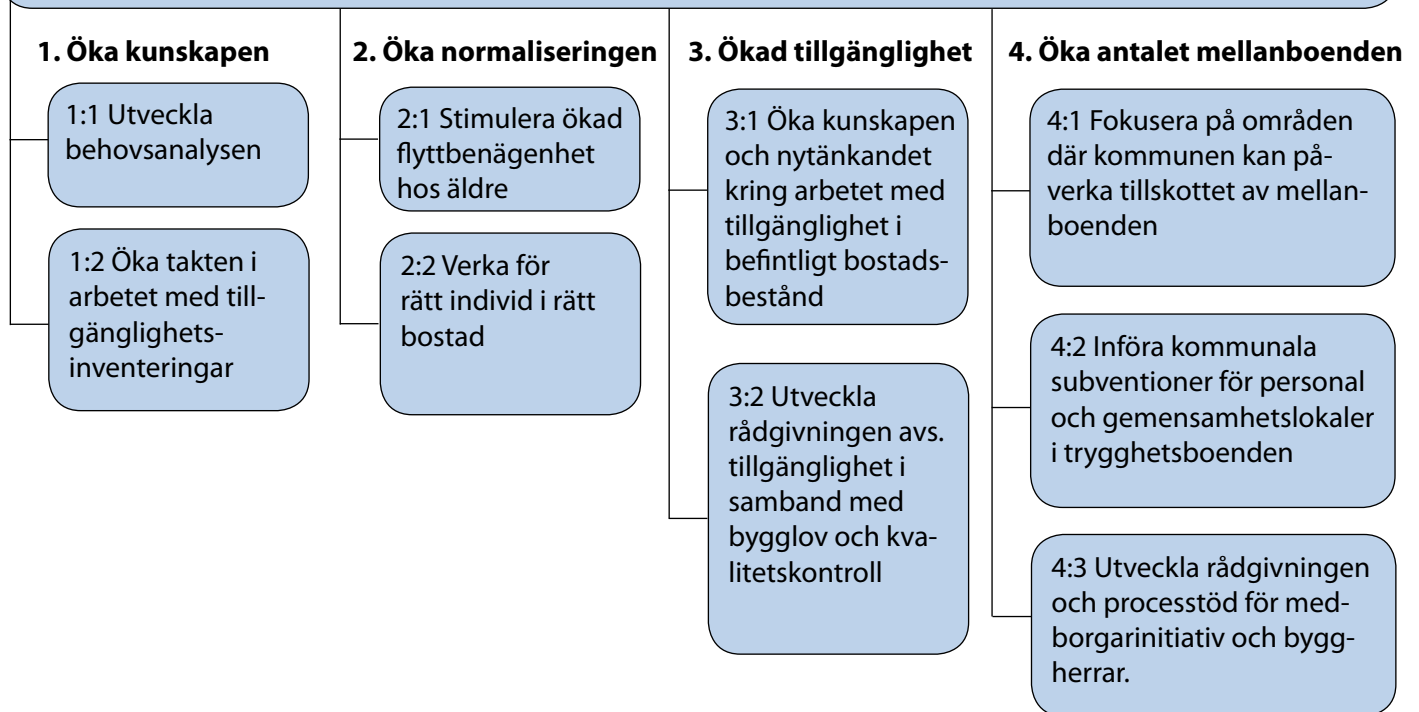 1. Öka kunskapen
1:1 Utveckla
behovsanalysen
1:2 Öka takten i
arbetet med till-
gänglighets-
inventeringar
2. Öka normaliseringen
2:1 Stimulera ökad
flyttbenägenhet
hos äldre
2:2 Verka för
rätt individ i rätt
bostad
3. Ökad tillgänglighet
3:1 Öka kunskapen
och nytänkandet
kring arbetet med
tillgänglighet i
befintligt bostads-
bestånd
3:2 Utveckla
rådgivningen avs.
tillgänglighet i
samband med
bygglov och kva-
litetskontroll
4. Öka antalet mellanboenden
4:1 Fokusera på områden
där kommunen kan på-
verka tillskottet av mellan-
boenden
4:2 Införa kommunala
subventioner för personal
och gemensamhetslokaler
i trygghetsboenden
4:3 Utveckla rådgivningen
och processtöd för med-
borgarinitiativ och bygg-
herrar.